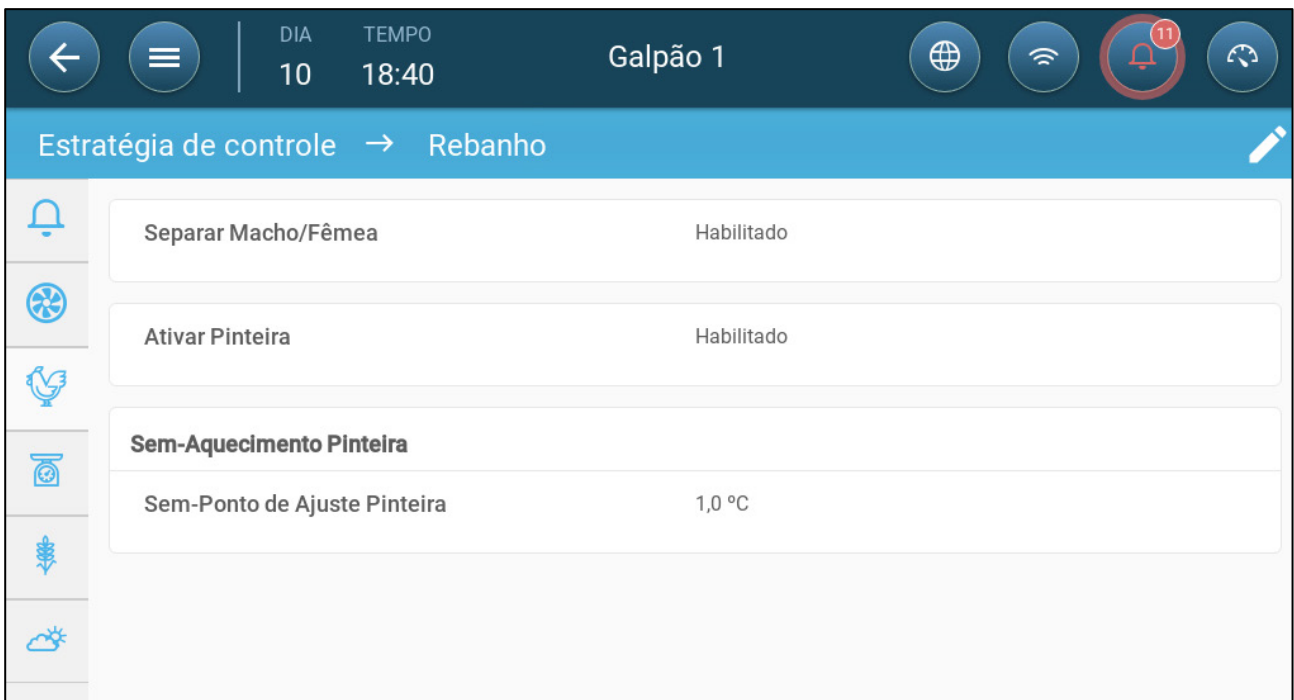 DIA TEMPO
10 18:40 Galpão 1 11
Estratégia de controle → Rebanho
Separar Macho/Fêmea Habilitado
Ativar Pinteira Habilitado
Sem-Aquecimento Pinteira
Sem-Ponto de Ajuste Pinteira 1,0 ºC